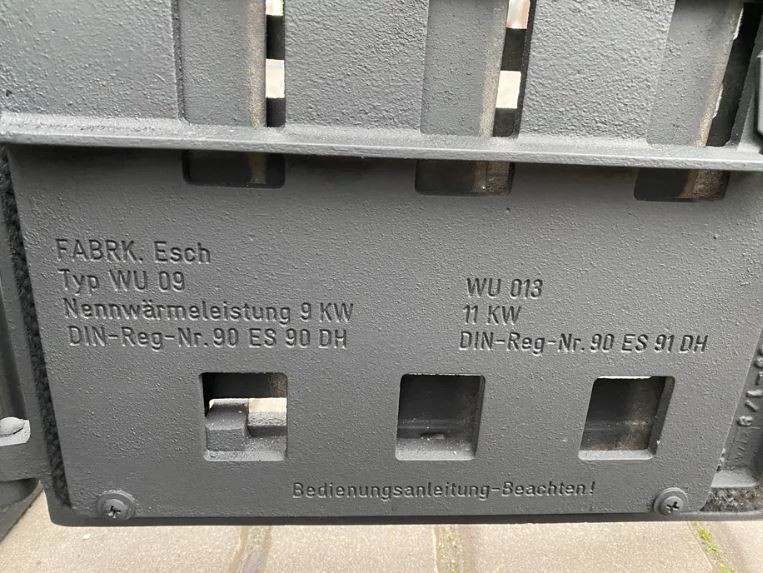 FABRK. Esch
Typ WU 09
Nennwärmeleistung 9 KW
DIN-Reg-Nr. 90 ES 90 DH
WU 013
11 KW
DIN-Reg-Nr. 90 ES 91 DH
Bedienungsanleitung-Beachten!